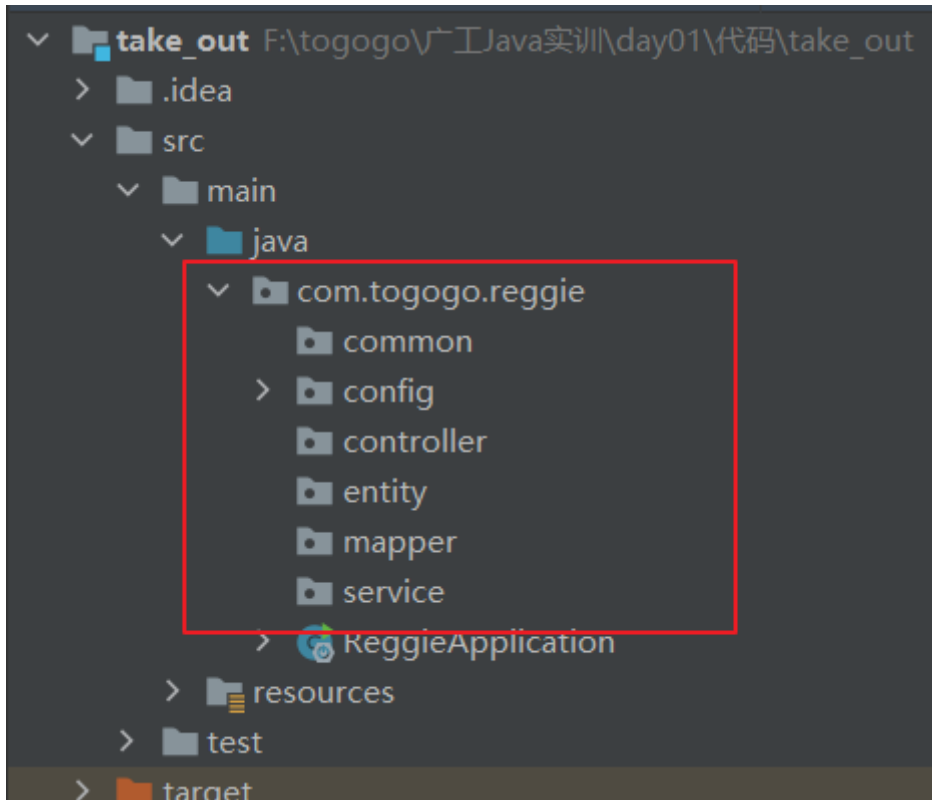 take_out F:\togogo\广工Java实训\day01\代码\take_out
.idea
src
main
java
com.togogo.reggie
common
config
controller
entity
mapper
service
ReggieApplication
resources
test
target